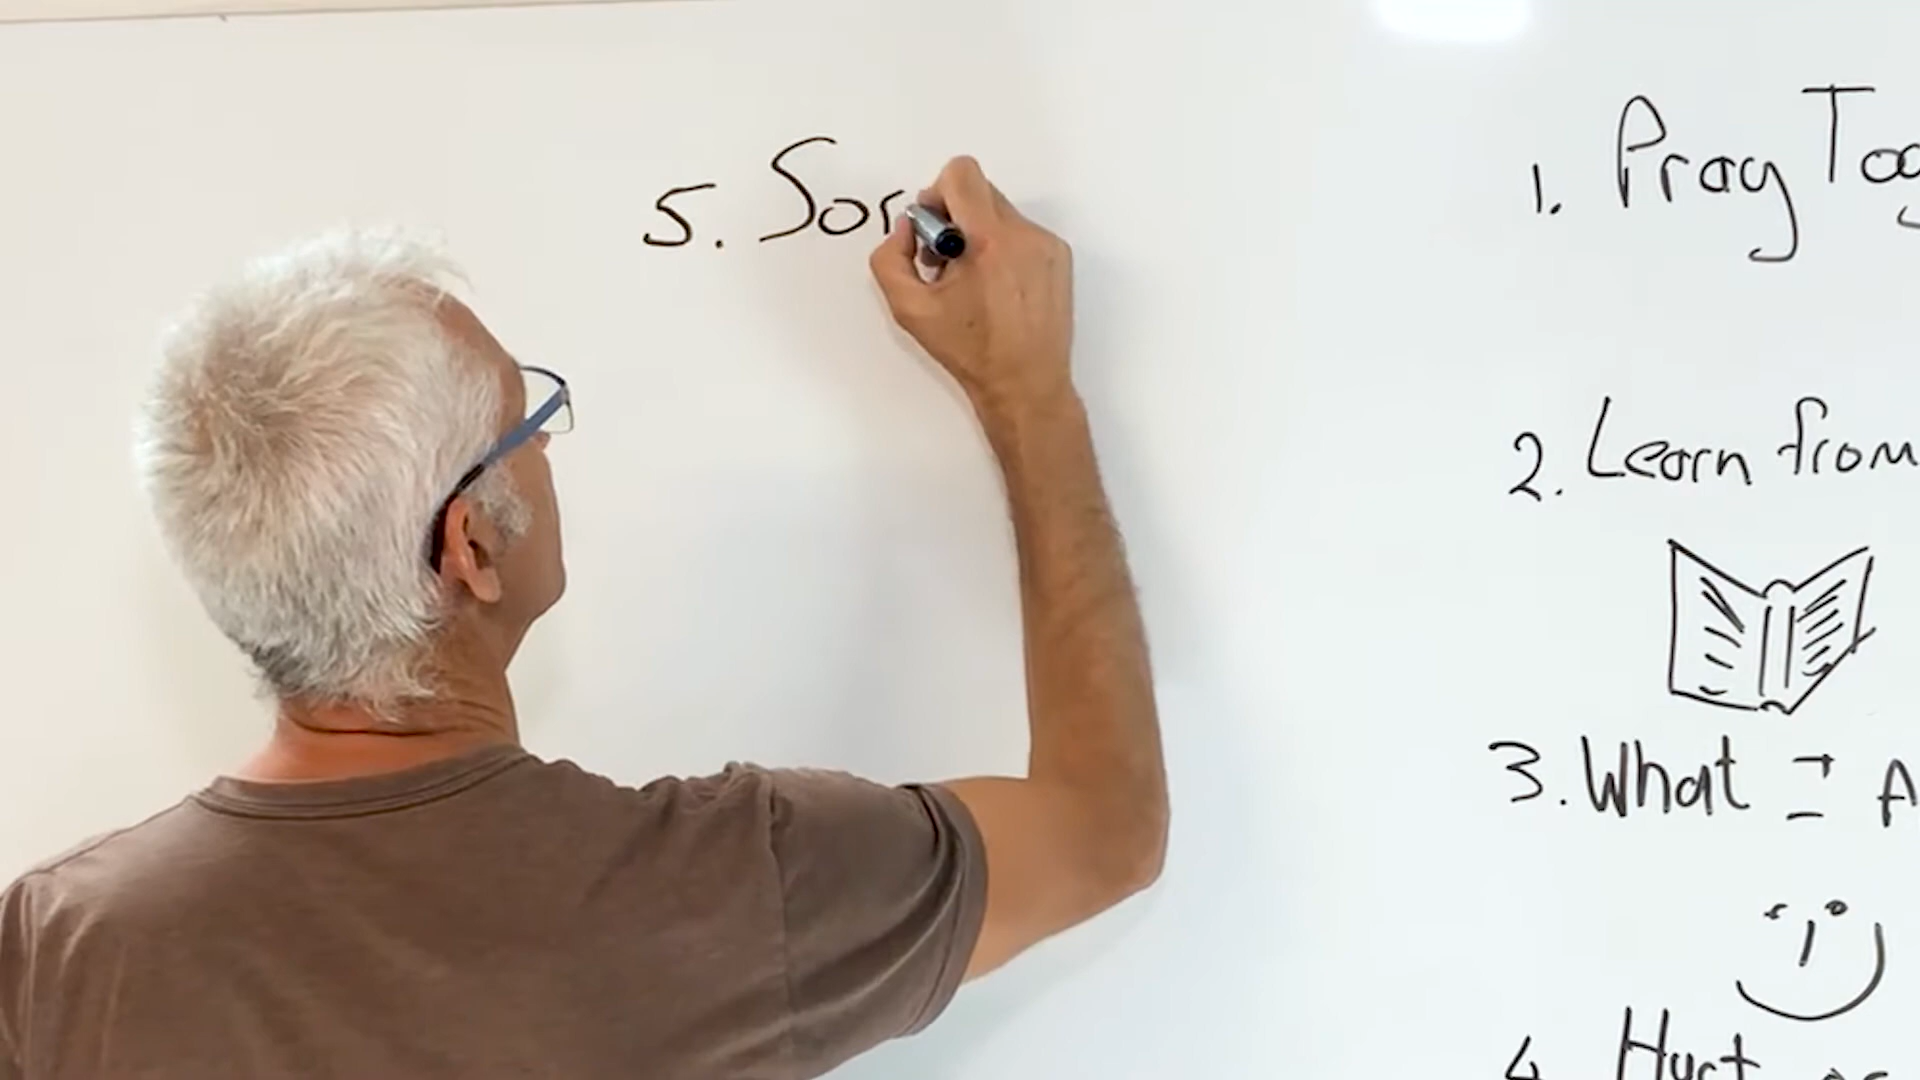 5. Sor
1. Pray Tog
2. Learn from
3. What
4. Hurt